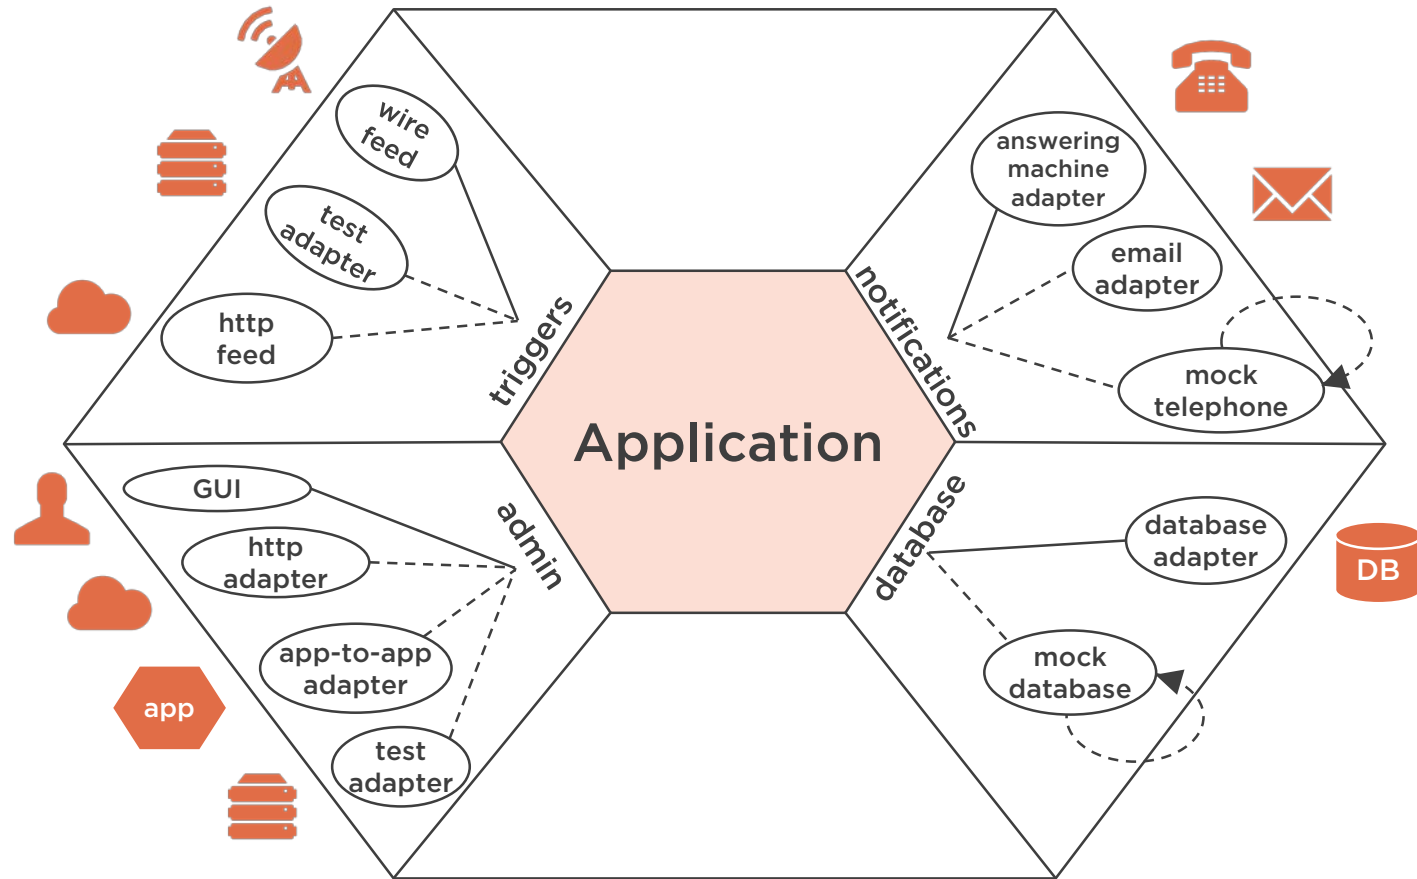 wire
feed
test
adapter
http
feed
triggers
answering
machine
adapter
email
adapter
mock
telephone
notifications
Application
GUI
http
adapter
app-to-app
adapter
test
adapter
admin
app
database
database
adapter
mock
database
DB